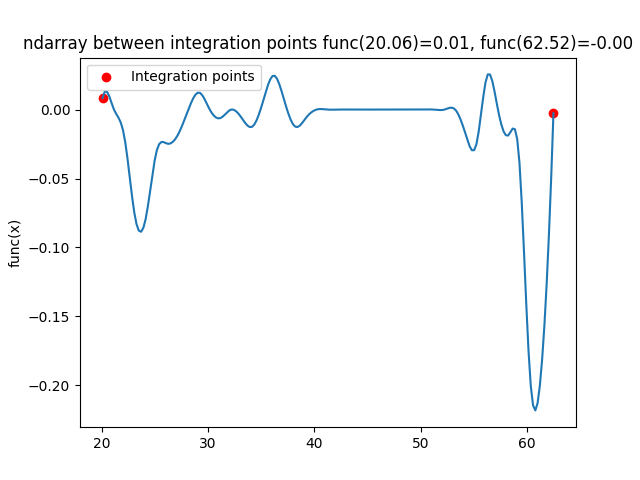 ndarray between integration points func(20.06)=0.01, func(62.52)=-0.00
Integration points
0.00
−0.05
−0.10
−0.15
−0.20
func(x)
20 30 40 50 60